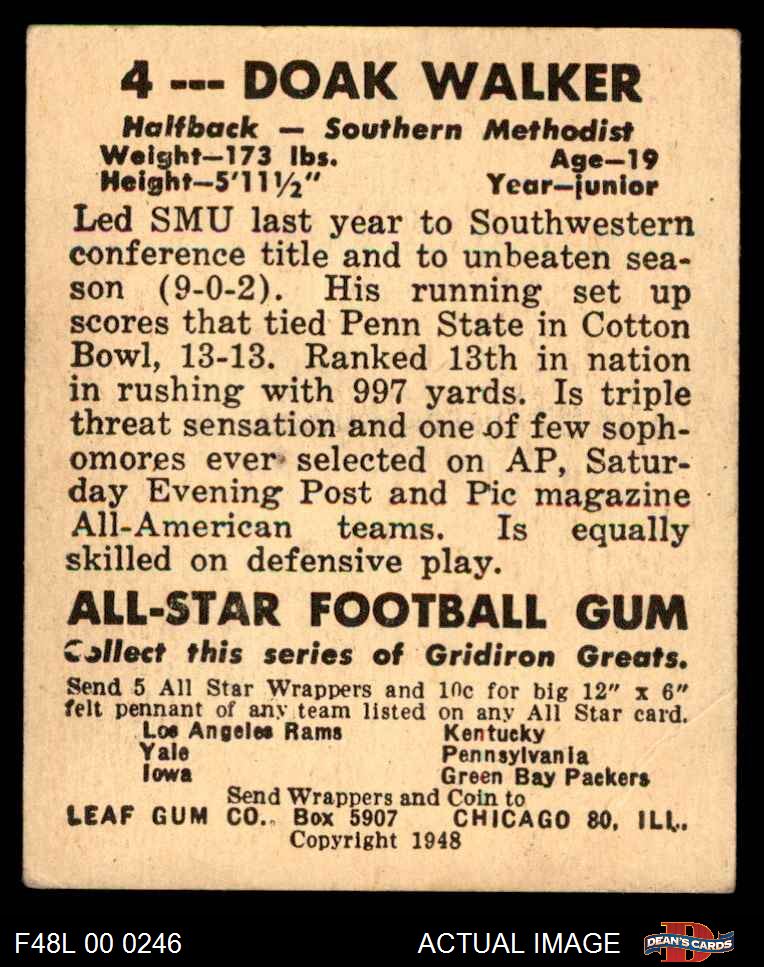 4 --- DOAK WALKER
Halfback — Southern Methodist
Weight—173 lbs. Age—19
Height—5'11½" Year—junior
Led SMU last year to Southwestern
conference title and to unbeaten sea-
son (9-0-2). His running set up
scores that tied Penn State in Cotton
Bowl, 13-13. Ranked 13th in nation
in rushing with 997 yards. Is triple
threat sensation and one of few soph-
omores ever selected on AP, Satur-
day Evening Post and Pic magazine
All-American teams. Is equally
skilled on defensive play.
ALL-STAR FOOTBALL GUM
Collect this series of Gridiron Greats.
Send 5 All Star Wrappers and 10c for big 12" x 6"
felt pennant of any team listed on any All Star card.
Los Angeles Rams Kentucky
Yale Pennsylvania
Iowa Green Bay Packers
Send Wrappers and Coin to
LEAF GUM CO., Box 5907 CHICAGO 80, ILL.
Copyright 1948
F48L 00 0246 ACTUAL IMAGE DEAN'S CARDS